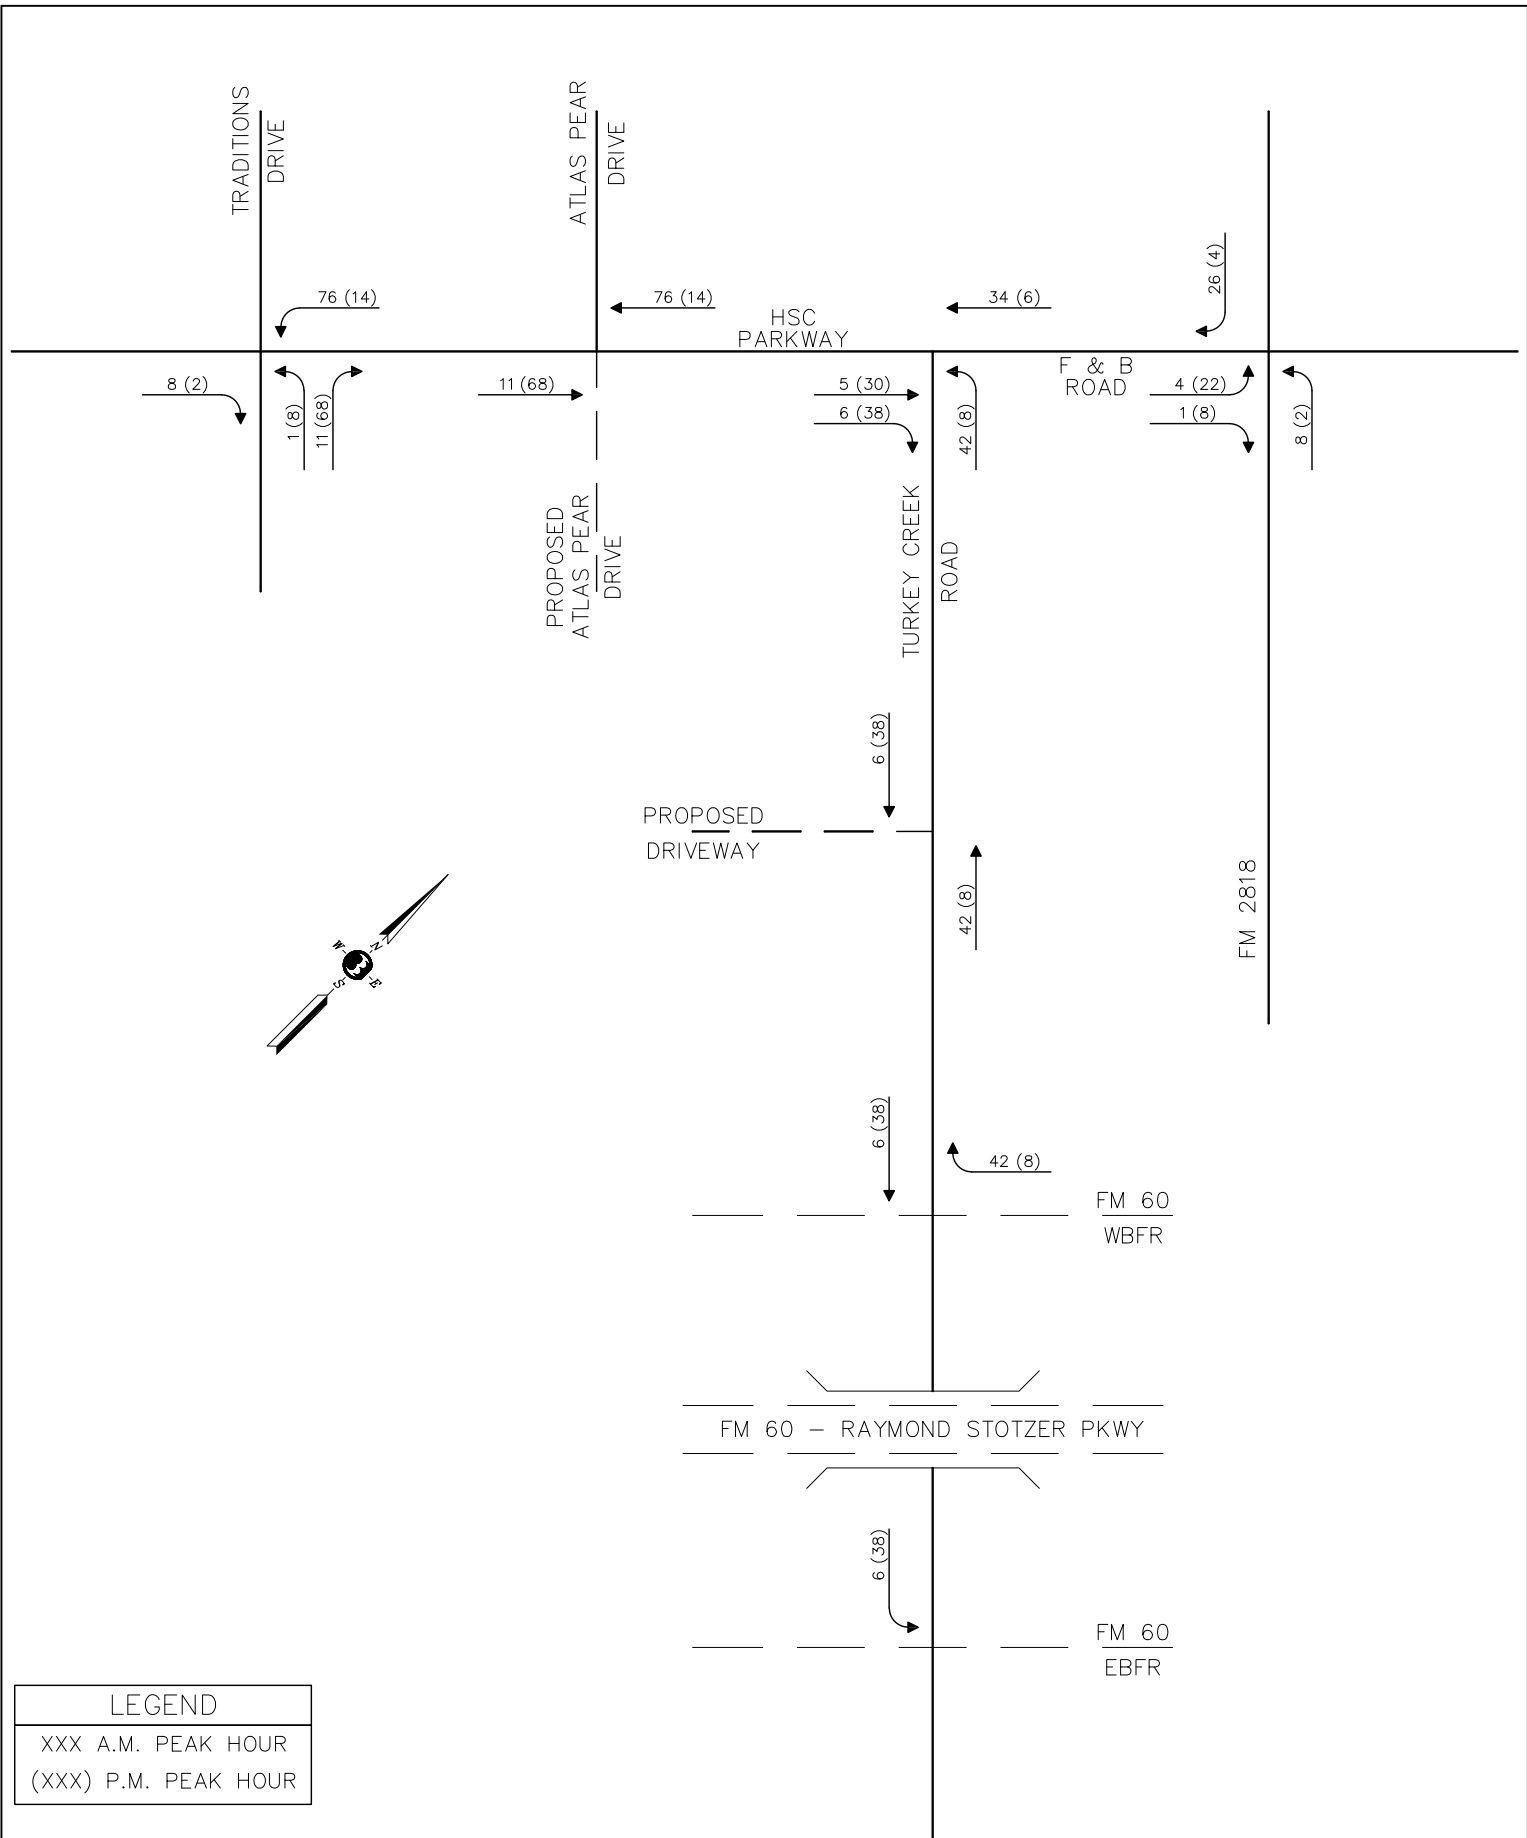 TRADITIONS
DRIVE
ATLAS PEAR
DRIVE
26 (4)
76 (14)
76 (14)
34 (6)
HSC
PARKWAY
F & B
ROAD
8 (2)
1 (8)
11 (68)
11 (68)
5 (30)
6 (38)
42 (8)
4 (22)
1 (8)
8 (2)
PROPOSED
ATLAS PEAR
DRIVE
TURKEY CREEK
ROAD
6 (38)
PROPOSED
DRIVEWAY
42 (8)
FM 2818
W
N
S
E
6 (38)
42 (8)
FM 60
WBFR
FM 60 - RAYMOND STOTZER PKWY
6 (38)
FM 60
EBFR
LEGEND
XXX A.M. PEAK HOUR
(XXX) P.M. PEAK HOUR